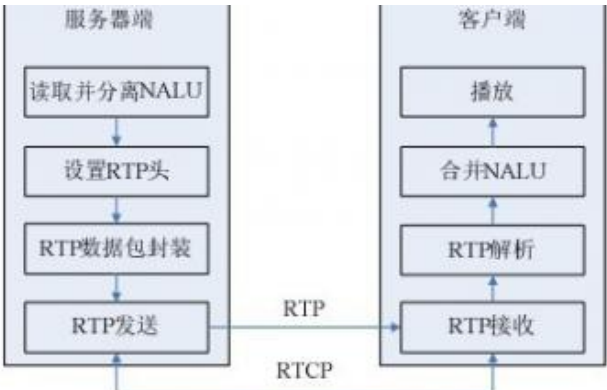 服务器端
读取并分离NALU
设置RTP头
RTP数据包封装
RTP发送
RTP
RTCP
客户端
播放
合并NALU
RTP解析
RTP接收